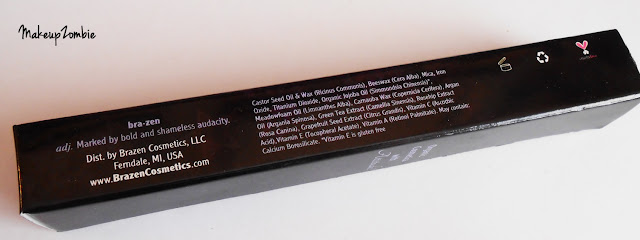 MakeupZombie
bra·zen
adj. Marked by bold and shameless audacity.
Dist. by Brazen Cosmetics, LLC
Ferndale, MI, USA
www.BrazenCosmetics.com
Castor Seed Oil & Wax (Ricinus Communis), Beeswax (Cera Alba), Mica, Iron
Oxide, Titanium Dioxide, Organic Jojoba Oil (Simmondsia Chinensis)*,
Meadowfoam Oil (Limnanthes Alba), Carnauba Wax (Copernicia Cerifera), Argan
Oil (Argania Spinosa), Green Tea Extract (Camellia Sinensis), Rosehip Extract
(Rosa Canina), Grapefruit Seed Extract (Citrus Grandis), Vitamin C (Ascorbic
Acid), Vitamin E (Tocopherol Acetate), Vitamin A (Retinol Palmitate). May contain:
Calcium Borosilicate. *Vitamin E is gluten free